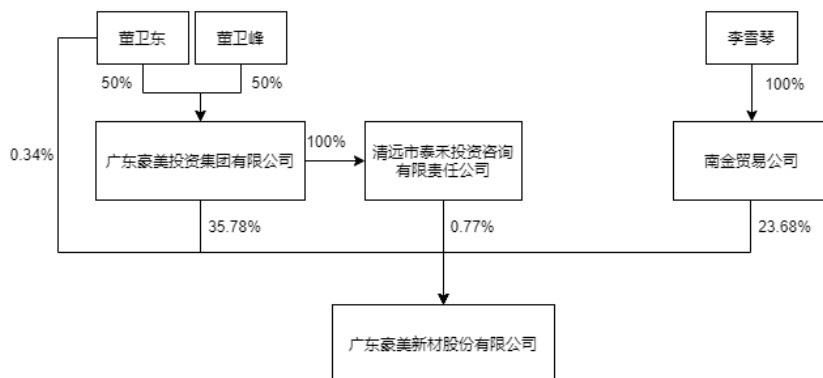 董卫东
董卫峰
李雪琴
50%
50%
100%
0.34%
广东豪美投资集团有限公司
100%
清远市泰禾投资咨询
有限责任公司
南金贸易公司
35.78%
0.77%
23.68%
广东豪美新材股份有限公司